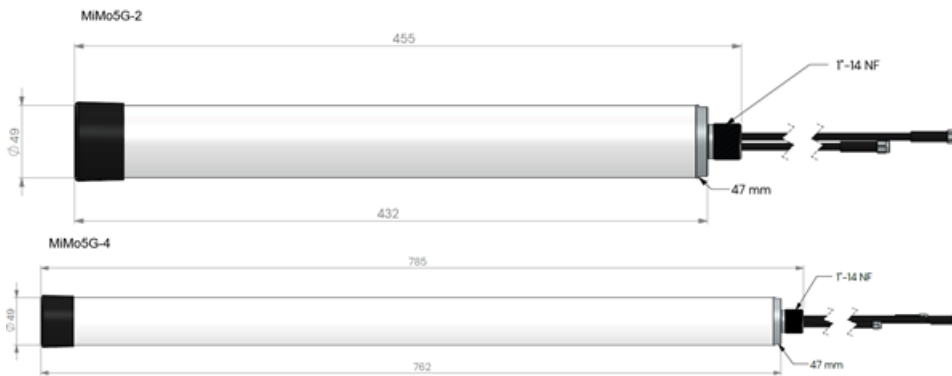 MiMo5G-2
455
1"-14 NF
∅ 49
47 mm
432
MiMo5G-4
785
1"-14 NF
∅ 49
47 mm
762